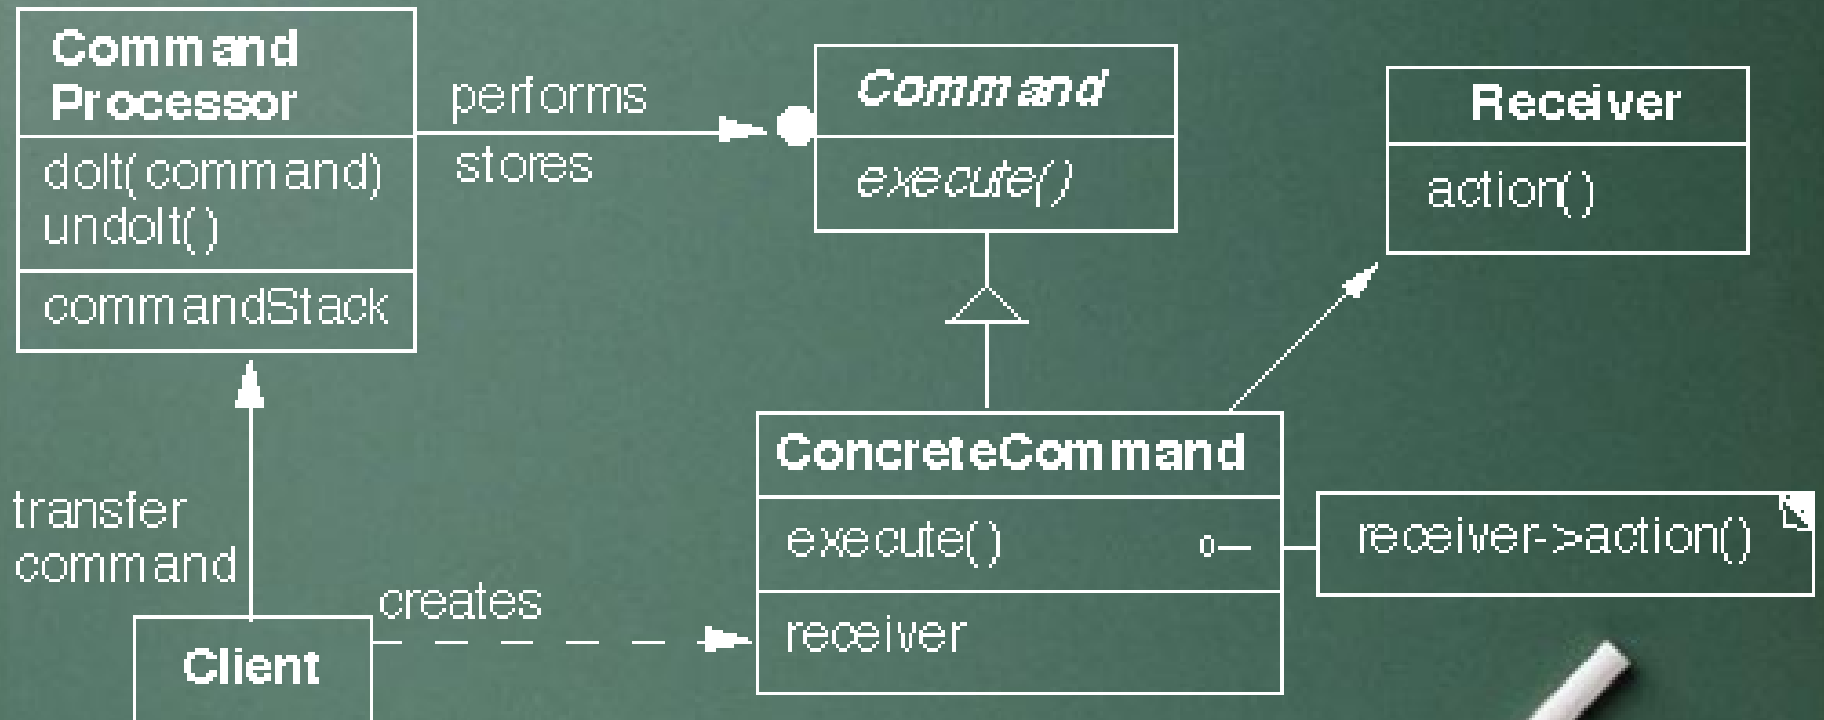 Command
Processor
doIt(command)
undoIt()
commandStack
performs
stores
Command
execute()
Receiver
action()
transfer
command
creates
Client
ConcreteCommand
execute()
receiver
receiver->action()